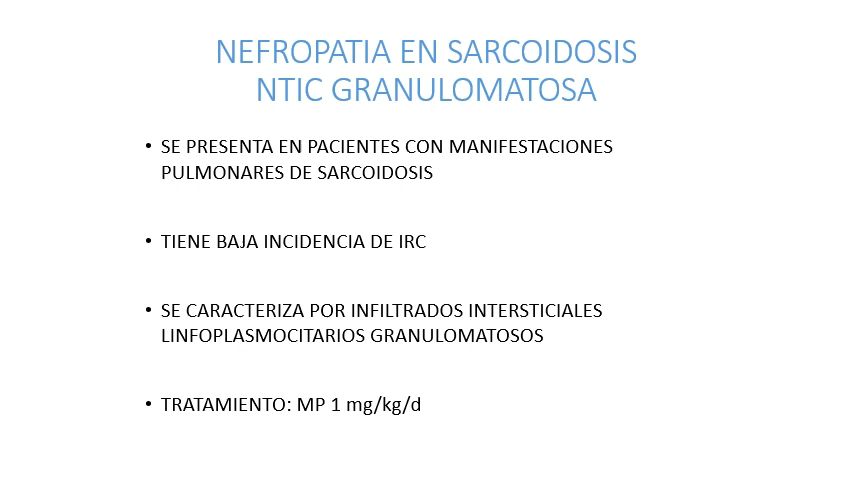 NEFROPATIA EN SARCOIDOSIS
NTIC GRANULOMATOSA
• SE PRESENTA EN PACIENTES CON MANIFESTACIONES
PULMONARES DE SARCOIDOSIS
• TIENE BAJA INCIDENCIA DE IRC
• SE CARACTERIZA POR INFILTRADOS INTERSTICIALES
LINFOPLASMOCITARIOS GRANULOMATOSOS
• TRATAMIENTO: MP 1 mg/kg/d